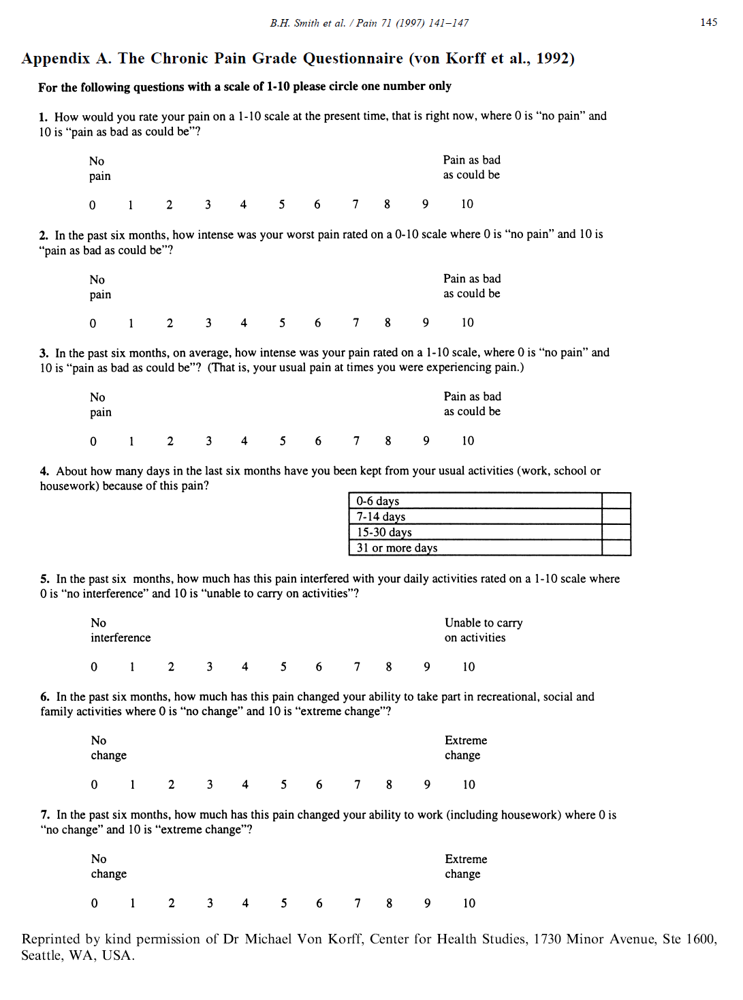 B.H. Smith et al. / Pain 71 (1997) 141–147 145
Appendix A. The Chronic Pain Grade Questionnaire (von Korff et al., 1992)
For the following questions with a scale of 1-10 please circle one number only
1. How would you rate your pain on a 1-10 scale at the present time, that is right now, where 0 is “no pain” and
10 is “pain as bad as could be”?
No Pain as bad
pain as could be
0 1 2 3 4 5 6 7 8 9 10
2. In the past six months, how intense was your worst pain rated on a 0-10 scale where 0 is “no pain” and 10 is
“pain as bad as could be”?
No Pain as bad
pain as could be
0 1 2 3 4 5 6 7 8 9 10
3. In the past six months, on average, how intense was your pain rated on a 1-10 scale, where 0 is “no pain” and
10 is “pain as bad as could be”? (That is, your usual pain at times you were experiencing pain.)
No Pain as bad
pain as could be
0 1 2 3 4 5 6 7 8 9 10
4. About how many days in the last six months have you been kept from your usual activities (work, school or
housework) because of this pain?
0-6 days
7-14 days
15-30 days
31 or more days
5. In the past six months, how much has this pain interfered with your daily activities rated on a 1-10 scale where
0 is “no interference” and 10 is “unable to carry on activities”?
No Unable to carry
interference on activities
0 1 2 3 4 5 6 7 8 9 10
6. In the past six months, how much has this pain changed your ability to take part in recreational, social and
family activities where 0 is “no change” and 10 is “extreme change”?
No Extreme
change change
0 1 2 3 4 5 6 7 8 9 10
7. In the past six months, how much has this pain changed your ability to work (including housework) where 0 is
“no change” and 10 is “extreme change”?
No Extreme
change change
0 1 2 3 4 5 6 7 8 9 10
Reprinted by kind permission of Dr Michael Von Korff, Center for Health Studies, 1730 Minor Avenue, Ste 1600,
Seattle, WA, USA.